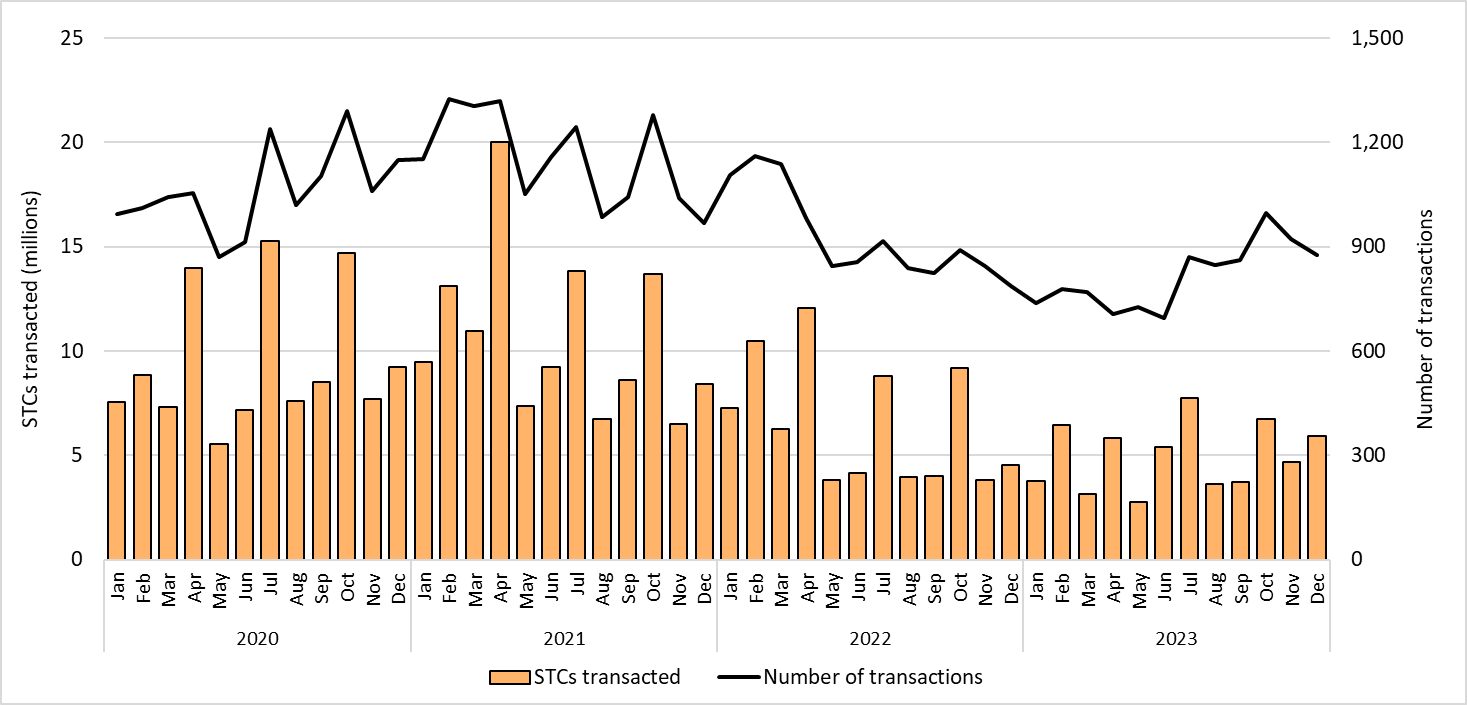 25
20
15
10
5
0
STCs transacted (millions)
1,500
1,200
900
600
300
0
Number of transactions
Jan Feb Mar Apr May Jun Jul Aug Sep Oct Nov Dec Jan Feb Mar Apr May Jun Jul Aug Sep Oct Nov Dec Jan Feb Mar Apr May Jun Jul Aug Sep Oct Nov Dec Jan Feb Mar Apr May Jun Jul Aug Sep Oct Nov Dec
2020 2021 2022 2023
STCs transacted Number of transactions